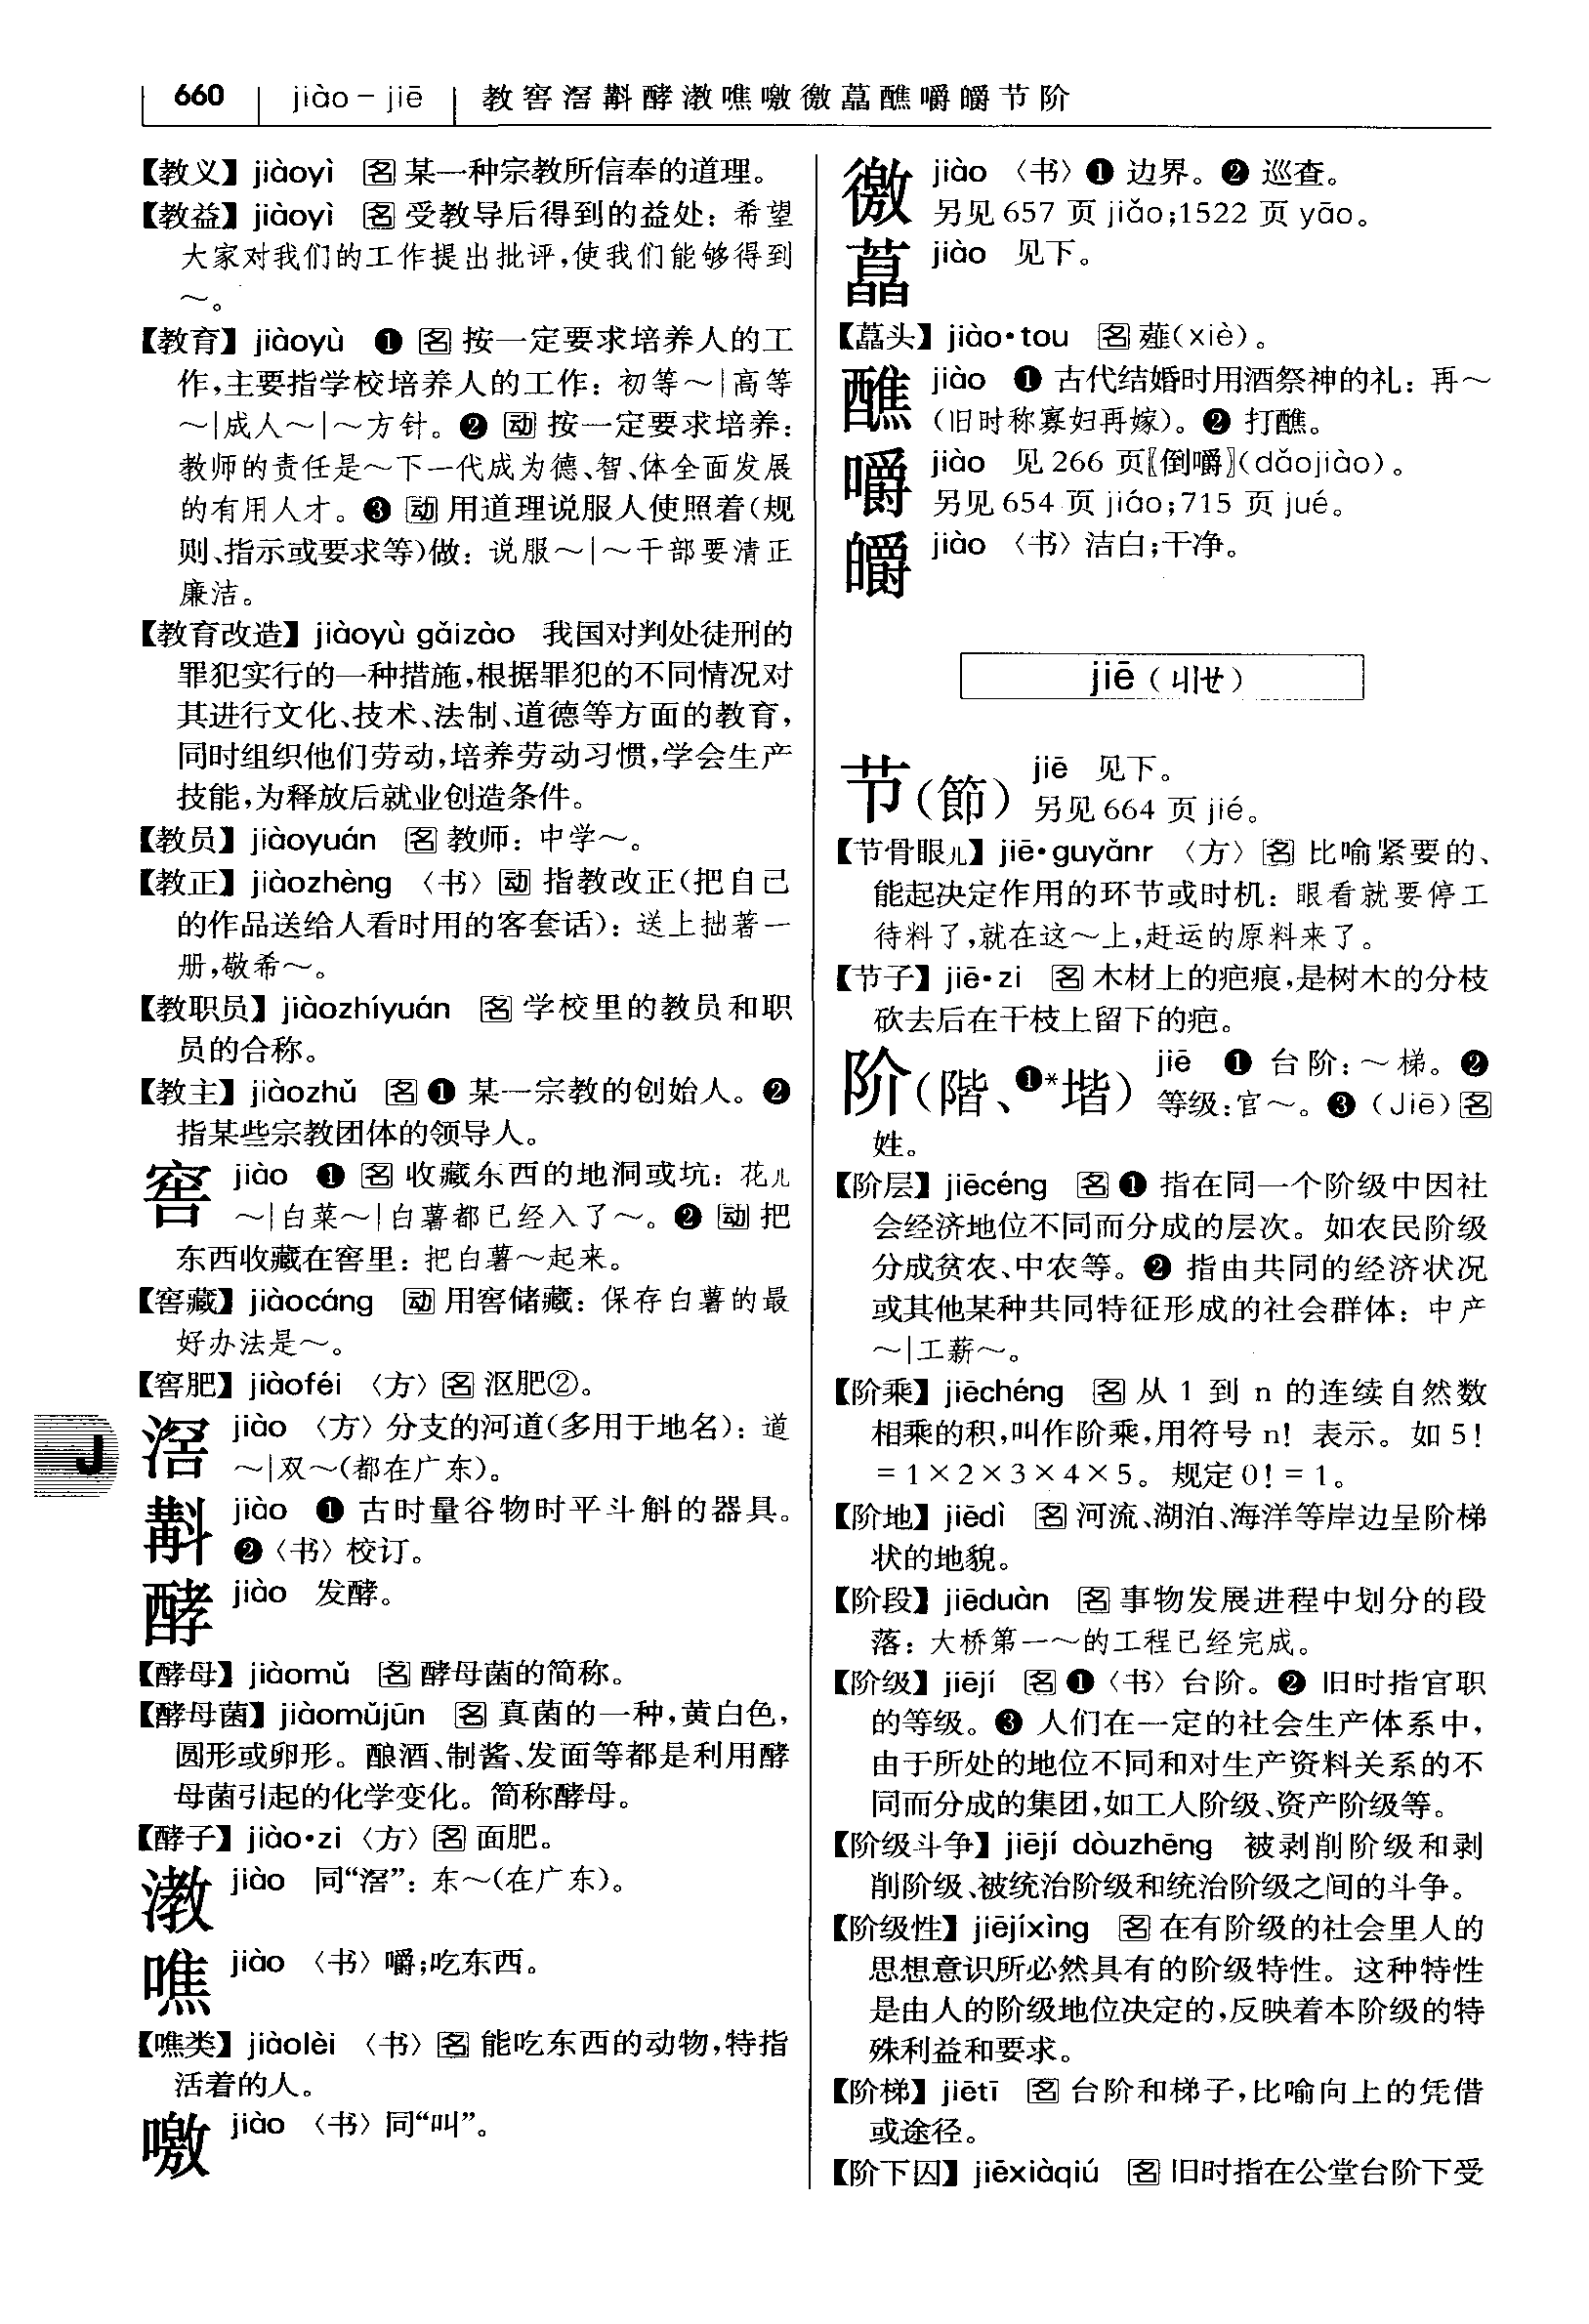 660 jiào－jiē 教窖滘斠酵漖噍噭徼藠醮嚼皭节阶
【教义】 jiàoyì 名 某一种宗教所信奉的道理。
【教益】 jiàoyì 名 受教导后得到的益处：希望
大家对我们的工作提出批评，使我们能够得到
～。
【教育】 jiàoyù ❶ 名 按一定要求培养人的工
作，主要指学校培养人的工作：初等～|高等
～|成人～|～方针。❷ 动 按一定要求培养：
教师的责任是～下一代成为德、智、体全面发展
的有用人才。❸ 动 用道理说服人使照着（规
则、指示或要求等）做：说服～|～干部要清正
廉洁。
【教育改造】 jiàoyù gǎizào 我国对判处徒刑的
罪犯实行的一种措施，根据罪犯的不同情况对
其进行文化、技术、法制、道德等方面的教育，
同时组织他们劳动，培养劳动习惯，学会生产
技能，为释放后就业创造条件。
【教员】 jiàoyuán 名 教师：中学～。
【教正】 jiàozhèng 〈书〉 动 指教改正（把自己
的作品送给人看时用的客套话）：送上拙著一
册，敬希～。
【教职员】 jiàozhíyuán 名 学校里的教员和职
员的合称。
【教主】 jiàozhǔ 名 ❶ 某一宗教的创始人。❷
指某些宗教团体的领导人。
窖 jiào ❶ 名 收藏东西的地洞或坑：花儿
～|白菜～|白薯都已经入了～。❷ 动 把
东西收藏在窖里：把白薯～起来。
【窖藏】 jiàocáng 动 用窖储藏：保存白薯的最
好办法是～。
【窖肥】 jiàoféi 〈方〉 名 沤肥②。
J
滘 jiào 〈方〉 分支的河道（多用于地名）：道
～|双～（都在广东）。
斠 jiào ❶ 古时量谷物时平斗斛的器具。
❷〈书〉校订。
酵 jiào 发酵。
【酵母】 jiàomǔ 名 酵母菌的简称。
【酵母菌】 jiàomǔjūn 名 真菌的一种，黄白色，
圆形或卵形。酿酒、制酱、发面等都是利用酵
母菌引起的化学变化。简称酵母。
【酵子】 jiào•zi 〈方〉 名 面肥。
漖 jiào 同“滘”：东～（在广东）。
噍 jiào 〈书〉 嚼；吃东西。
【噍类】 jiàolèi 〈书〉 名 能吃东西的动物，特指
活着的人。
噭 jiào 〈书〉 同“叫”。
徼 jiào 〈书〉 ❶ 边界。❷ 巡查。
另见 657 页 jiǎo；1522 页 yāo。
藠 jiào 见下。
【藠头】 jiào•tou 名 薤（xiè）。
醮 jiào ❶ 古代结婚时用酒祭神的礼：再～
（旧时称寡妇再嫁）。❷ 打醮。
嚼 jiào 见 266 页〖倒嚼〗（dǎojiào）。
另见 654 页 jiáo；715 页 jué。
皭 jiào 〈书〉 洁白；干净。
jiē（ㄐㄧㄝ）
节（節） jiē 见下。
另见 664 页 jié。
【节骨眼儿】 jiē•guyǎnr 〈方〉 名 比喻紧要的、
能起决定作用的环节或时机：眼看就要停工
待料了，就在这～上，赶运的原料来了。
【节子】 jiē•zi 名 木材上的疤痕，是树木的分枝
砍去后在干枝上留下的疤。
阶（階、❶*堦） jiē ❶ 台阶：～梯。❷
等级：官～。❸（Jiē） 名
姓。
【阶层】 jiēcéng 名 ❶ 指在同一个阶级中因社
会经济地位不同而分成的层次。如农民阶级
分成贫农、中农等。❷ 指由共同的经济状况
或其他某种共同特征形成的社会群体：中产
～|工薪～。
【阶乘】 jiēchéng 名 从 1 到 n 的连续自然数
相乘的积，叫作阶乘，用符号 n! 表示。如 5!
=1×2×3×4×5。规定 0!=1。
【阶地】 jiēdì 名 河流、湖泊、海洋等岸边呈阶梯
状的地貌。
【阶段】 jiēduàn 名 事物发展进程中划分的段
落：大桥第一～的工程已经完成。
【阶级】 jiējí 名 ❶〈书〉台阶。❷ 旧时指官职
的等级。❸ 人们在一定的社会生产体系中，
由于所处的地位不同和对生产资料关系的不
同而分成的集团，如工人阶级、资产阶级等。
【阶级斗争】 jiējí dòuzhēng 被剥削阶级和剥
削阶级、被统治阶级和统治阶级之间的斗争。
【阶级性】 jiējíxìng 名 在有阶级的社会里人的
思想意识所必然具有的阶级特性。这种特性
是由人的阶级地位决定的，反映着本阶级的特
殊利益和要求。
【阶梯】 jiētī 名 台阶和梯子，比喻向上的凭借
或途径。
【阶下囚】 jiēxiàqiú 名 旧时指在公堂台阶下受